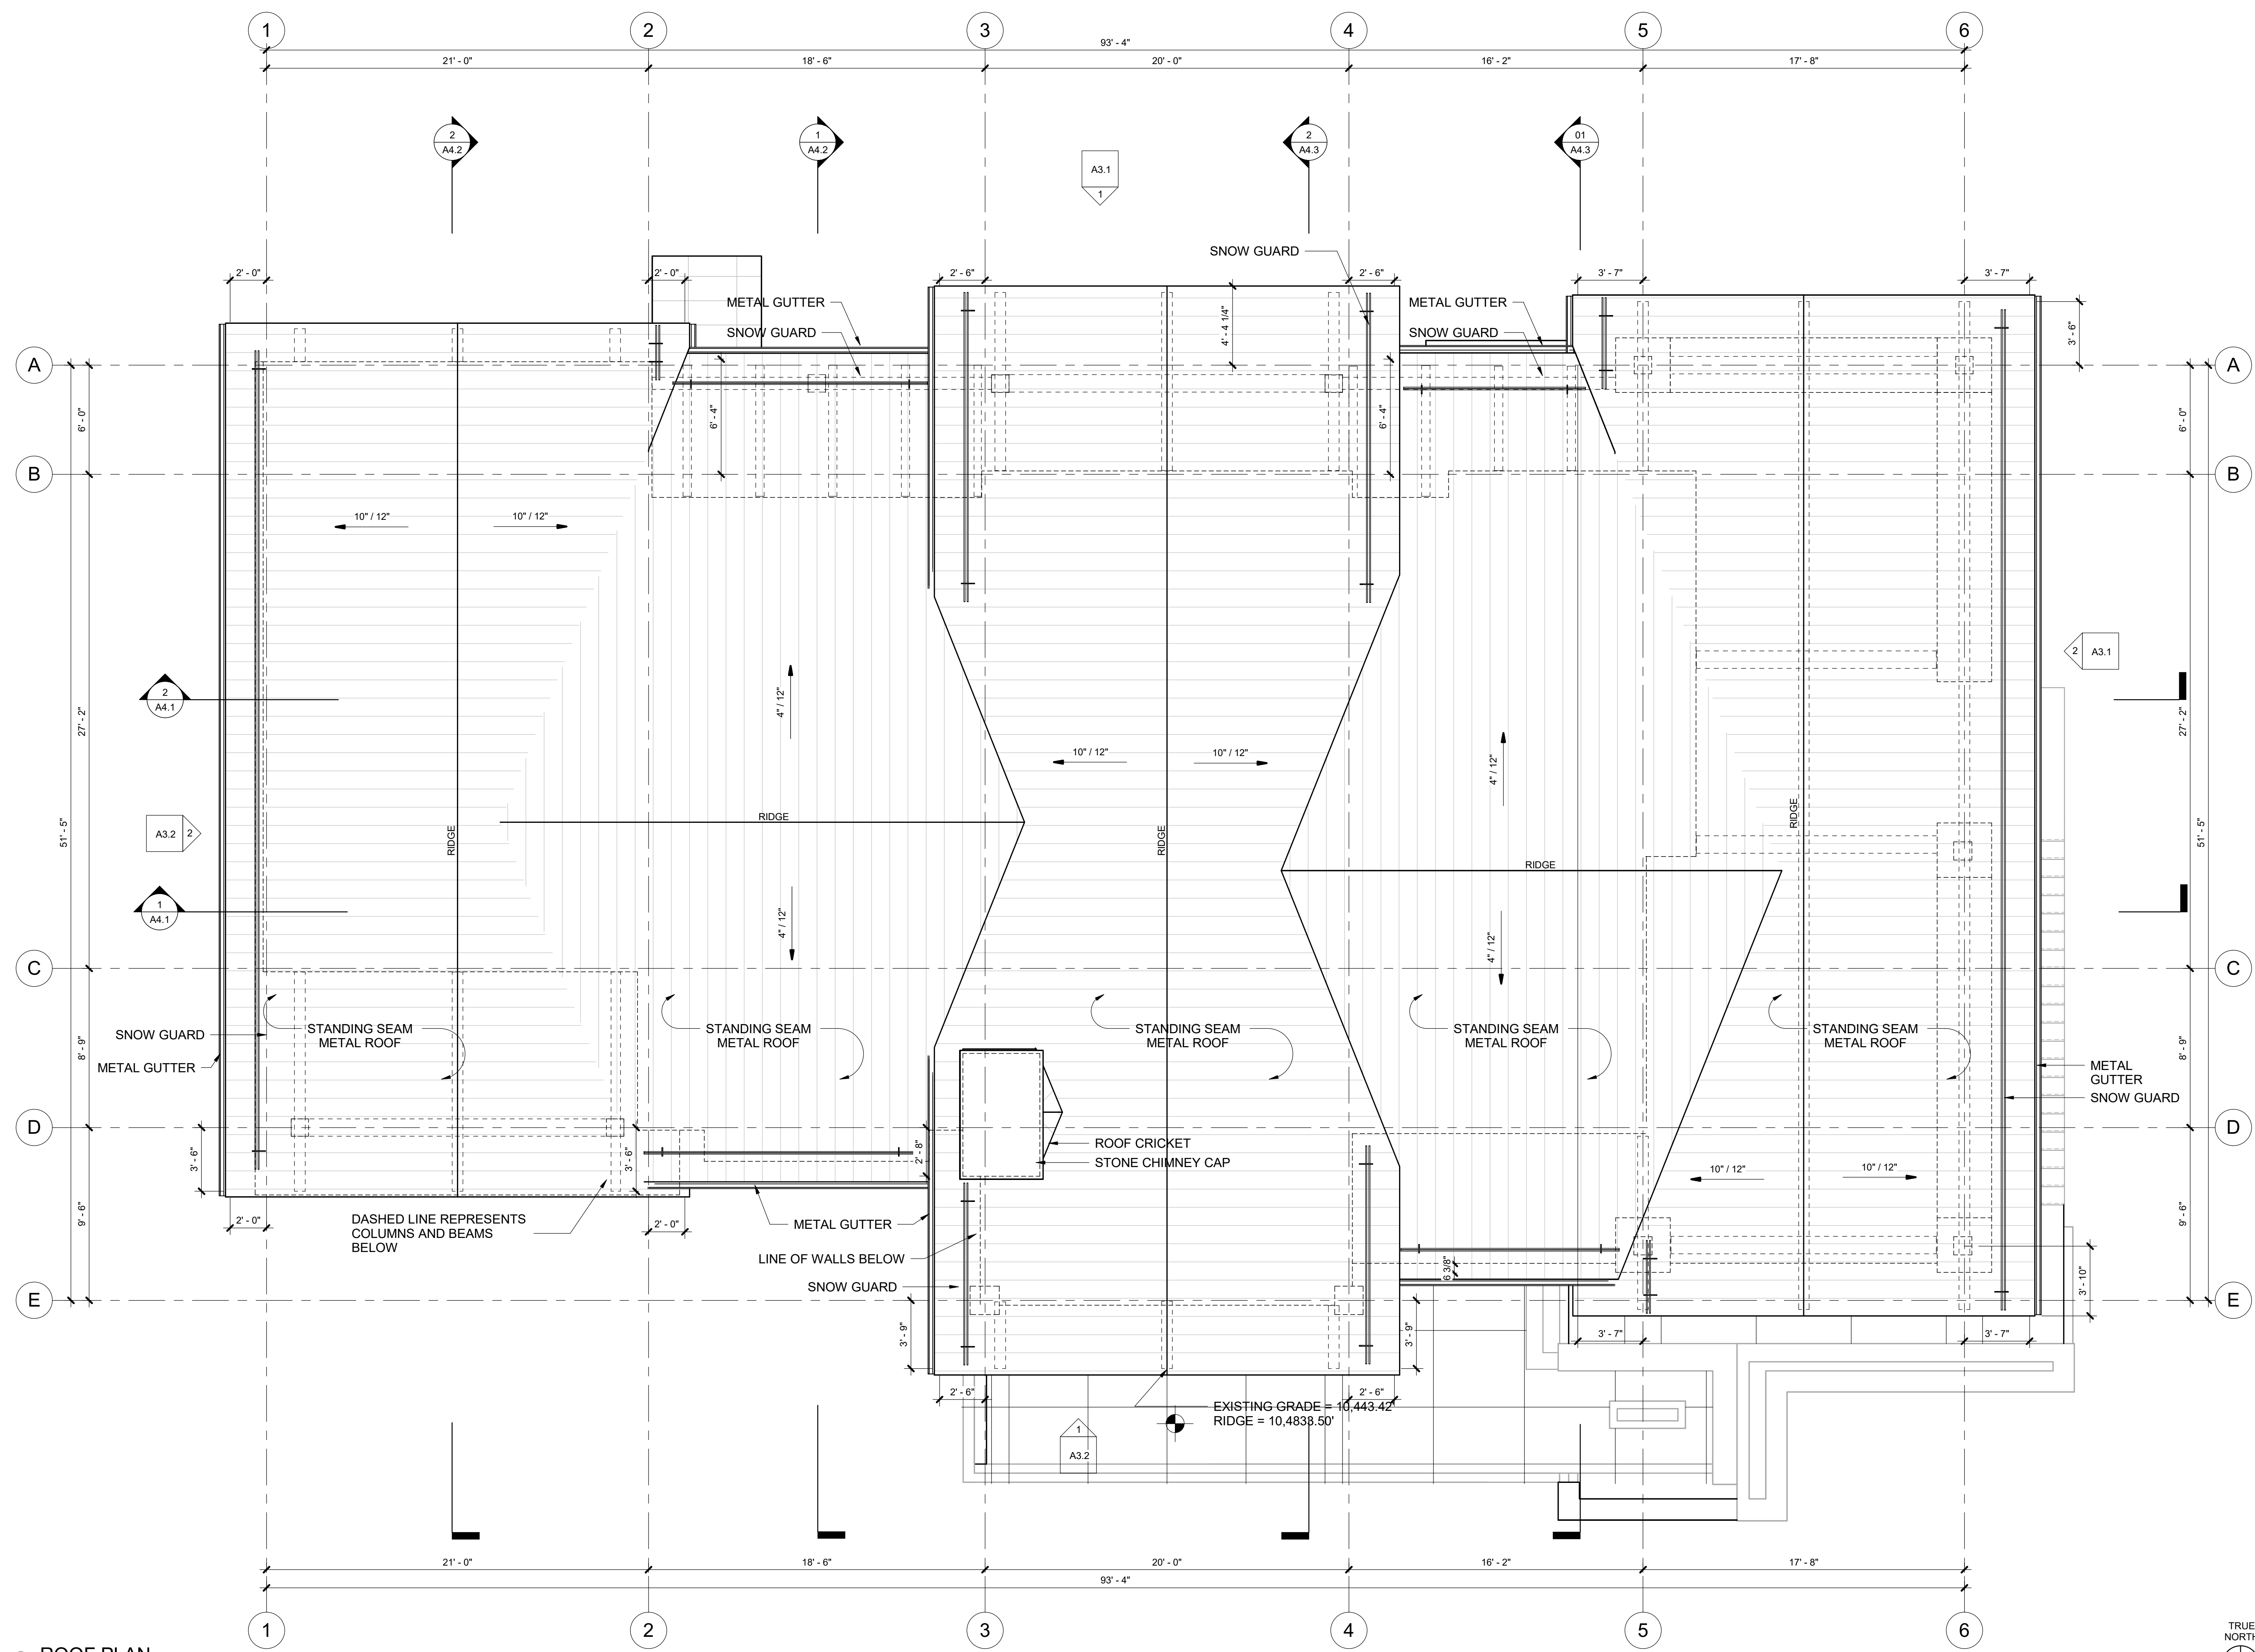 1
2
3
4
5
6
93' - 4"
21' - 0"
18' - 6"
20' - 0"
16' - 2"
17' - 8"
2
A4.2
1
A4.2
2
A4.3
01
A4.3
A3.1
1
SNOW GUARD
2' - 0"
2' - 0"
2' - 6"
2' - 6"
3' - 7"
3' - 7"
METAL GUTTER
METAL GUTTER
SNOW GUARD
SNOW GUARD
4' - 4 1/4"
3' - 6"
A
A
6' - 0"
6' - 4"
6' - 4"
6' - 0"
B
B
10" / 12"
10" / 12"
2
A3.1
2
A4.1
27' - 2"
4" / 12"
27' - 2"
10" / 12"
10" / 12"
4" / 12"
51' - 5"
A3.2
2
RIDGE
RIDGE
RIDGE
RIDGE
51' - 5"
RIDGE
1
A4.1
4" / 12"
4" / 12"
C
C
SNOW GUARD
STANDING SEAM
METAL ROOF
STANDING SEAM
METAL ROOF
STANDING SEAM
METAL ROOF
STANDING SEAM
METAL ROOF
STANDING SEAM
METAL ROOF
8' - 9"
8' - 9"
METAL GUTTER
METAL
GUTTER
SNOW GUARD
D
D
3' - 6"
3' - 6"
2' - 8"
ROOF CRICKET
STONE CHIMNEY CAP
10" / 12"
10" / 12"
9' - 6"
9' - 6"
2' - 0"
2' - 0"
DASHED LINE REPRESENTS
COLUMNS AND BEAMS
BELOW
METAL GUTTER
LINE OF WALLS BELOW
SNOW GUARD
6 3/8"
3' - 10"
E
E
3' - 9"
3' - 9"
3' - 7"
3' - 7"
2' - 6"
2' - 6"
EXISTING GRADE = 10,443.42'
RIDGE = 10,4833.50'
1
A3.2
21' - 0"
18' - 6"
20' - 0"
16' - 2"
17' - 8"
93' - 4"
1
2
3
4
5
6
ROOF PLAN
TRUE
NORTH